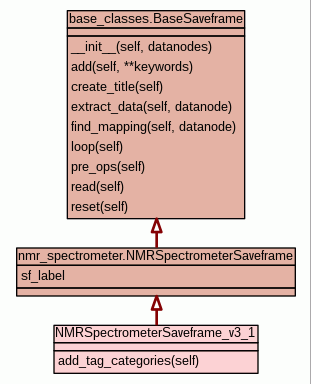 base_classes.BaseSaveframe
__init__(self, datanodes)
add(self, **keywords)
create_title(self)
extract_data(self, datanode)
find_mapping(self, datanode)
loop(self)
pre_ops(self)
read(self)
reset(self)
nmr_spectrometer.NMRSpectrometerSaveframe
sf_label
NMRSpectrometerSaveframe_v3_1
add_tag_categories(self)